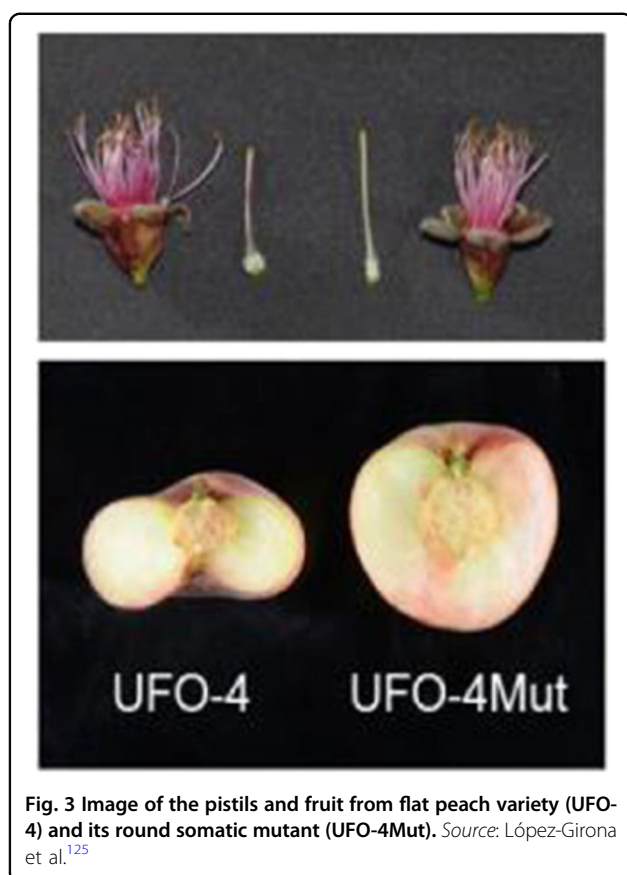 UFO-4 UFO-4Mut
Fig. 3 Image of the pistils and fruit from flat peach variety (UFO-
4) and its round somatic mutant (UFO-4Mut). Source: López-Girona
et al.125